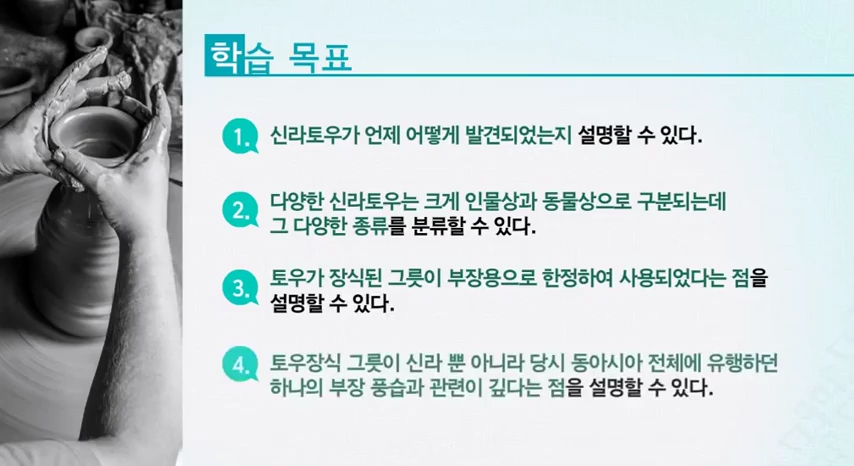 학습 목표
1. 신라토우가 언제 어떻게 발견되었는지 설명할 수 있다.
2. 다양한 신라토우는 크게 인물상과 동물상으로 구분되는데
그 다양한 종류를 분류할 수 있다.
3. 토우가 장식된 그릇이 부장용으로 한정하여 사용되었다는 점을
설명할 수 있다.
4. 토우장식 그릇이 신라 뿐 아니라 당시 동아시아 전체에 유행하던
하나의 부장 풍습과 관련이 깊다는 점을 설명할 수 있다.